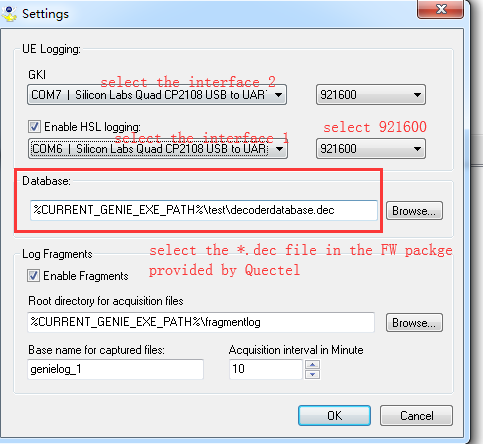 Settings
UE Logging:
GKI
select the interface 2
COM7 | Silicon Labs Quad CP2108 USB to UAR
921600
Enable HSL logging:
select the interface 1
select 921600
COM6 | Silicon Labs Quad CP2108 USB to UAR
921600
Database:
%CURRENT_GENIE_EXE_PATH%\test\decoderdatabase.dec
Browse...
select the *.dec file in the FW packge
provided by Quectel
Log Fragments
Enable Fragments
Root directory for acquisition files
%CURRENT_GENIE_EXE_PATH%\fragmentlog
Browse...
Base name for captured files:
Acquisition interval in Minute
genielog_1
10
OK
Cancel